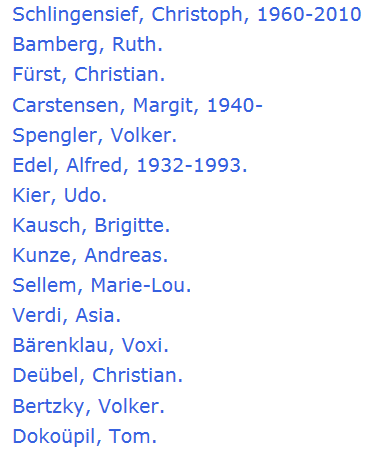 Schlingensief, Christoph, 1960-2010
Bamberg, Ruth.
Fürst, Christian.
Carstensen, Margit, 1940-
Spengler, Volker.
Edel, Alfred, 1932-1993.
Kier, Udo.
Kausch, Brigitte.
Kunze, Andreas.
Sellem, Marie-Lou.
Verdi, Asia.
Bärenklau, Voxi.
Deübel, Christian.
Bertzky, Volker.
Dokoüpil, Tom.